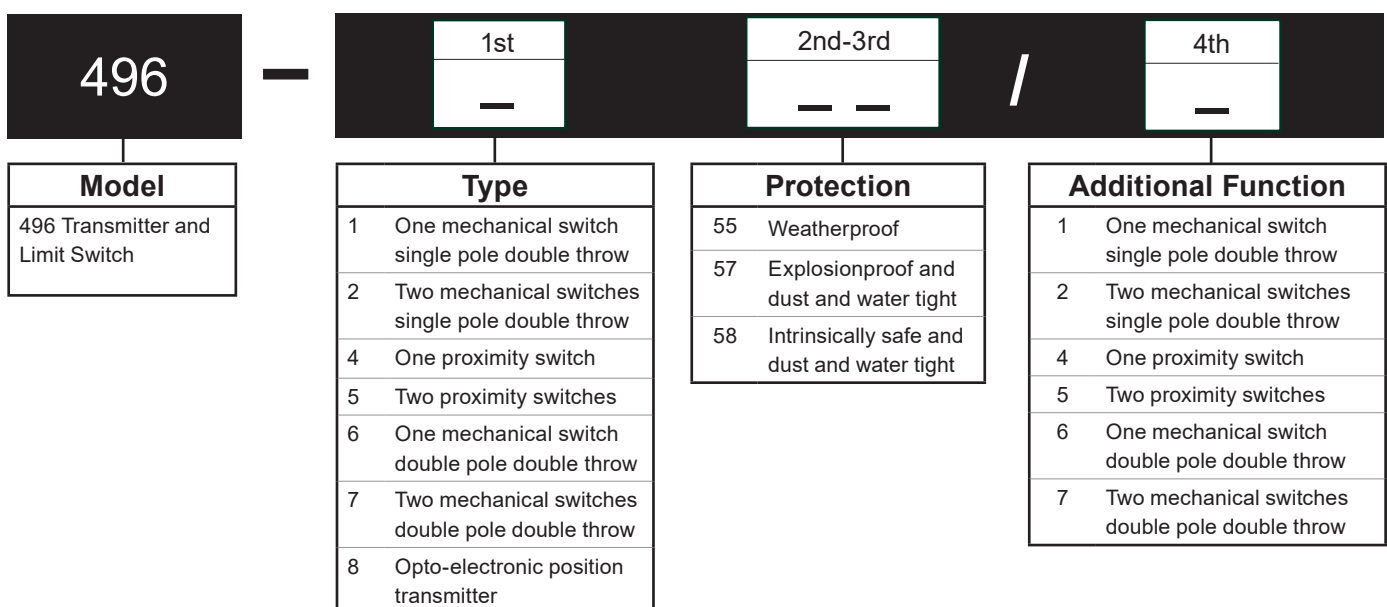 496 – 1st 2nd-3rd / 4th
_ _ _ _
Model
496 Transmitter and
Limit Switch
Type
1 One mechanical switch
single pole double throw
2 Two mechanical switches
single pole double throw
4 One proximity switch
5 Two proximity switches
6 One mechanical switch
double pole double throw
7 Two mechanical switches
double pole double throw
8 Opto-electronic position
transmitter
Protection
55 Weatherproof
57 Explosionproof and
dust and water tight
58 Intrinsically safe and
dust and water tight
Additional Function
1 One mechanical switch
single pole double throw
2 Two mechanical switches
single pole double throw
4 One proximity switch
5 Two proximity switches
6 One mechanical switch
double pole double throw
7 Two mechanical switches
double pole double throw